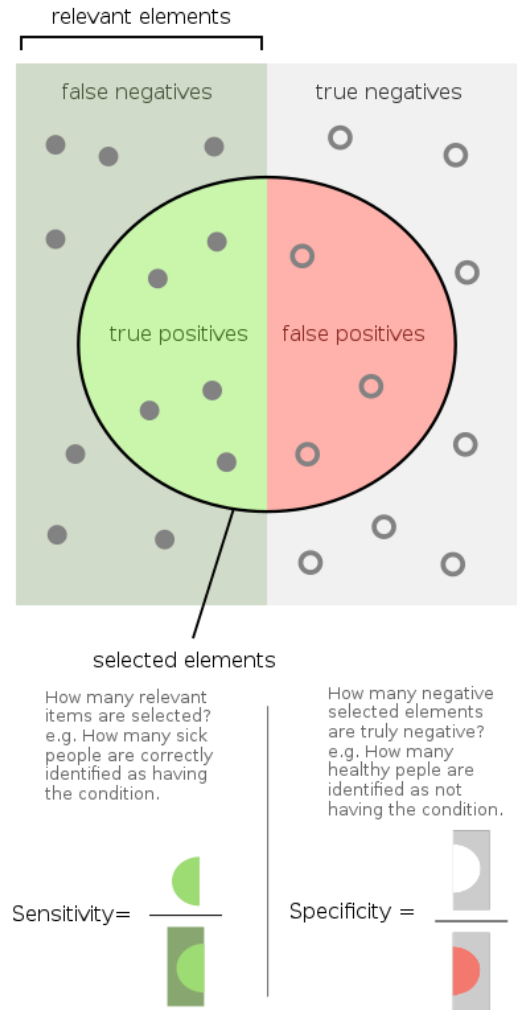 relevant elements
false negatives
true negatives
true positives
false positives
selected elements
How many relevant
items are selected?
e.g. How many sick
people are correctly
identified as having
the condition.
How many negative
selected elements
are truly negative?
e.g. How many
healthy peple are
identified as not
having the condition.
Sensitivity=
Specificity =